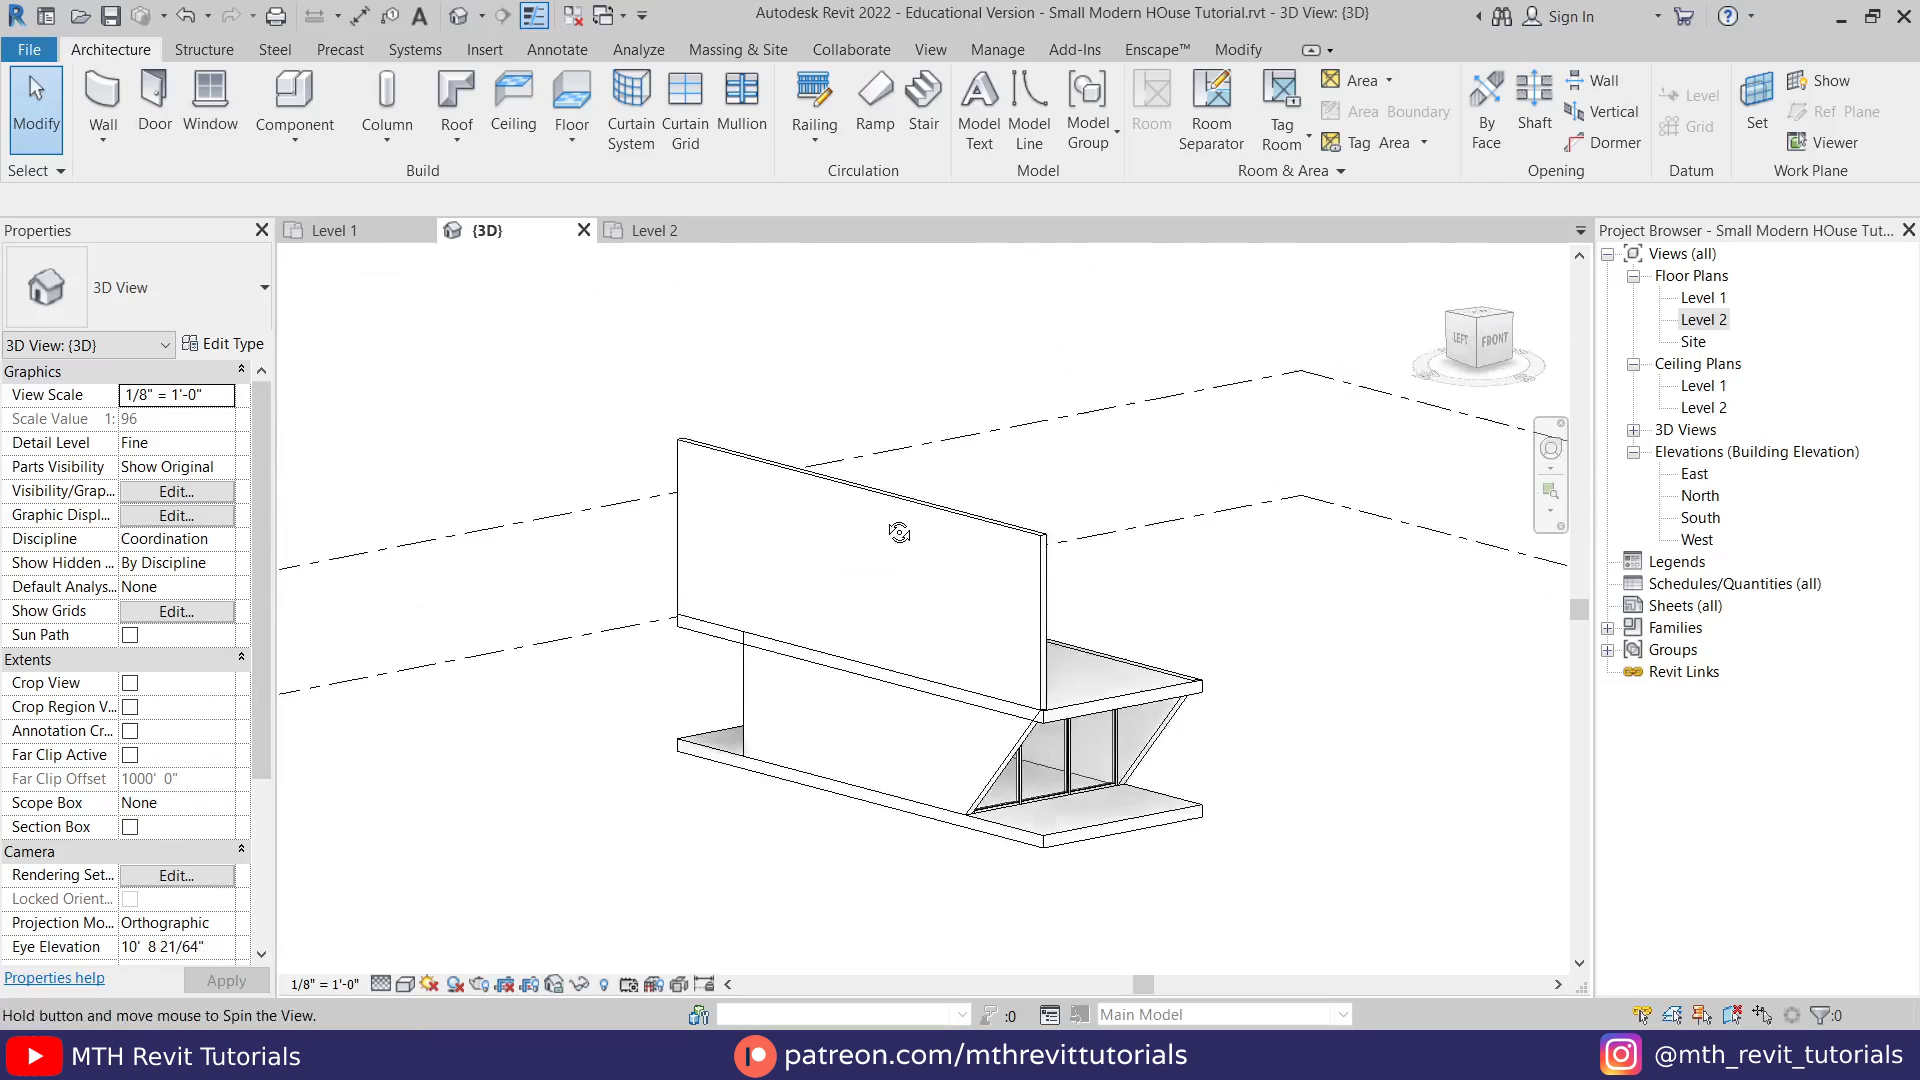 Autodesk Revit 2022 - Educational Version - Small Modern HOuse Tutorial.rvt - 3D View: {3D}
Sign In
File Architecture Structure Steel Precast Systems Insert Annotate Analyze Massing & Site Collaborate View Manage Add-Ins Enscape™ Modify
Modify Wall Door Window Component Column Roof Ceiling Floor Curtain System Curtain Grid Mullion Railing Ramp Stair Model Text Model Line Model Group Room Room Separator Tag Room Area Area Boundary Tag Area By Face Shaft Wall Vertical Dormer Level Grid Set Show Ref Plane Viewer
Select Build Circulation Model Room & Area Opening Datum Work Plane
Properties
Level 1 {3D} Level 2
Project Browser - Small Modern HOuse Tut...
3D View
3D View: {3D} Edit Type
Graphics
View Scale 1/8" = 1'-0"
Scale Value 1: 96
Detail Level Fine
Parts Visibility Show Original
Visibility/Grap... Edit...
Graphic Displ... Edit...
Discipline Coordination
Show Hidden ... By Discipline
Default Analys... None
Show Grids Edit...
Sun Path
Extents
Crop View
Crop Region V...
Annotation Cr...
Far Clip Active
Far Clip Offset 1000' 0"
Scope Box None
Section Box
Camera
Rendering Set... Edit...
Locked Orient...
Projection Mo... Orthographic
Eye Elevation 10' 8 21/64"
Properties help Apply
LEFT FRONT
Views (all)
Floor Plans
Level 1
Level 2
Site
Ceiling Plans
Level 1
Level 2
3D Views
Elevations (Building Elevation)
East
North
South
West
Legends
Schedules/Quantities (all)
Sheets (all)
Families
Groups
Revit Links
1/8" = 1'-0"
Hold button and move mouse to Spin the View.
:0
Main Model
:0
MTH Revit Tutorials
patreon.com/mthrevittutorials
@mth_revit_tutorials